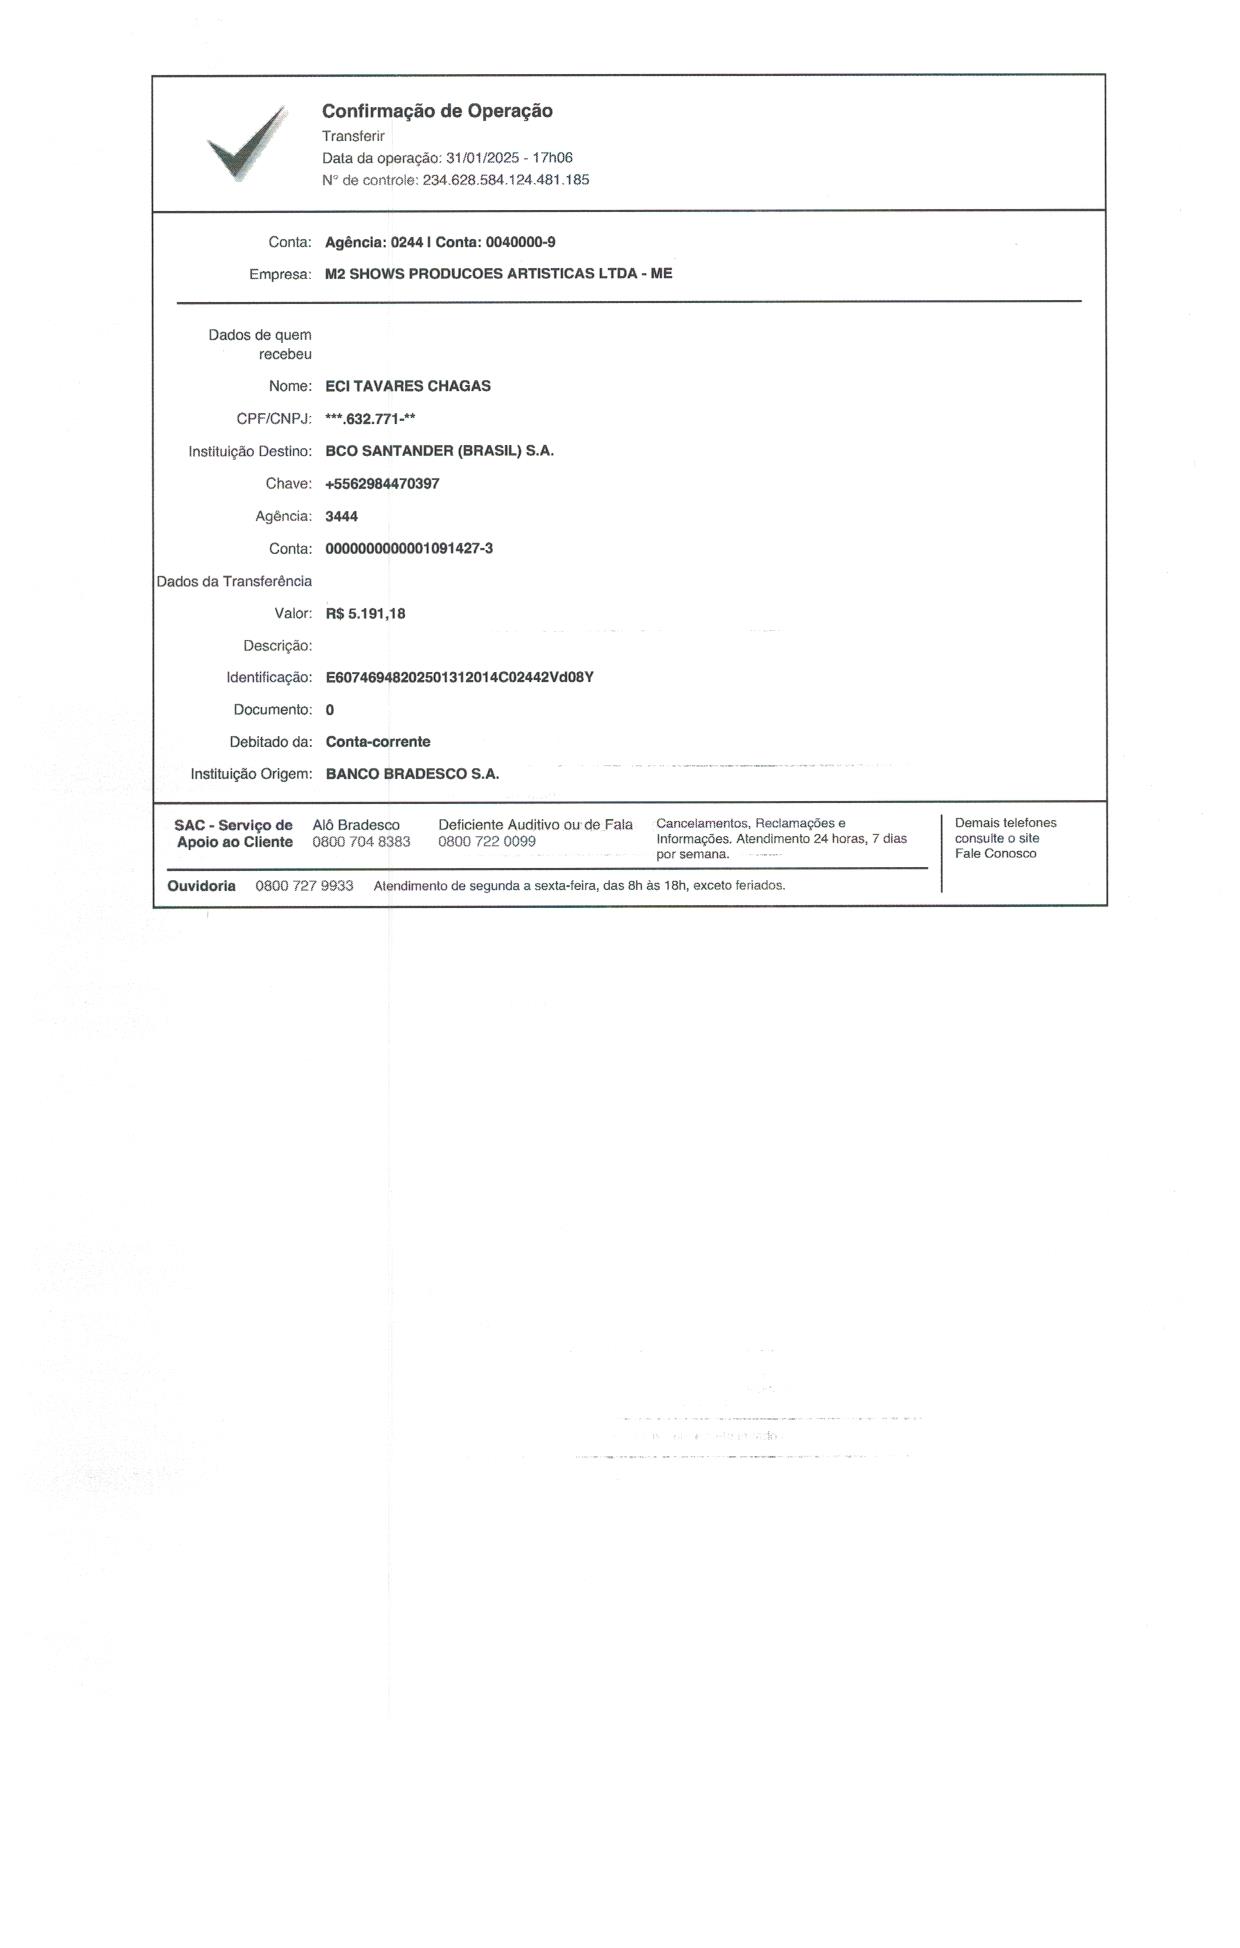 Confirmação de Operação
Transferir
Data da operação: 31/01/2025 - 17h06
N° de controle: 234.628.584.124.481.185
Conta: Agência: 0244 I Conta: 0040000-9
Empresa: M2 SHOWS PRODUCOES ARTISTICAS LTDA - ME
Dados de quem
recebeu
Nome: ECI TAVARES CHAGAS
CPF/CNPJ: ***.632.771-**
Instituição Destino: BCO SANTANDER (BRASIL) S.A.
Chave: +5562984470397
Agência: 3444
Conta: 0000000000001091427-3
Dados da Transferência
Valor: R$ 5.191,18
Descrição:
Identificação: E60746948202501312014C02442Vd08Y
Documento: 0
Debitado da: Conta-corrente
Instituição Origem: BANCO BRADESCO S.A.
SAC - Serviço de
Apoio ao Cliente
Alô Bradesco
0800 704 8383
Deficiente Auditivo ou de Fala
0800 722 0099
Cancelamentos, Reclamações e
Informações. Atendimento 24 horas, 7 dias
por semana.
Demais telefones
consulte o site
Fale Conosco
Ouvidoria 0800 727 9933 Atendimento de segunda a sexta-feira, das 8h às 18h, exceto feriados.